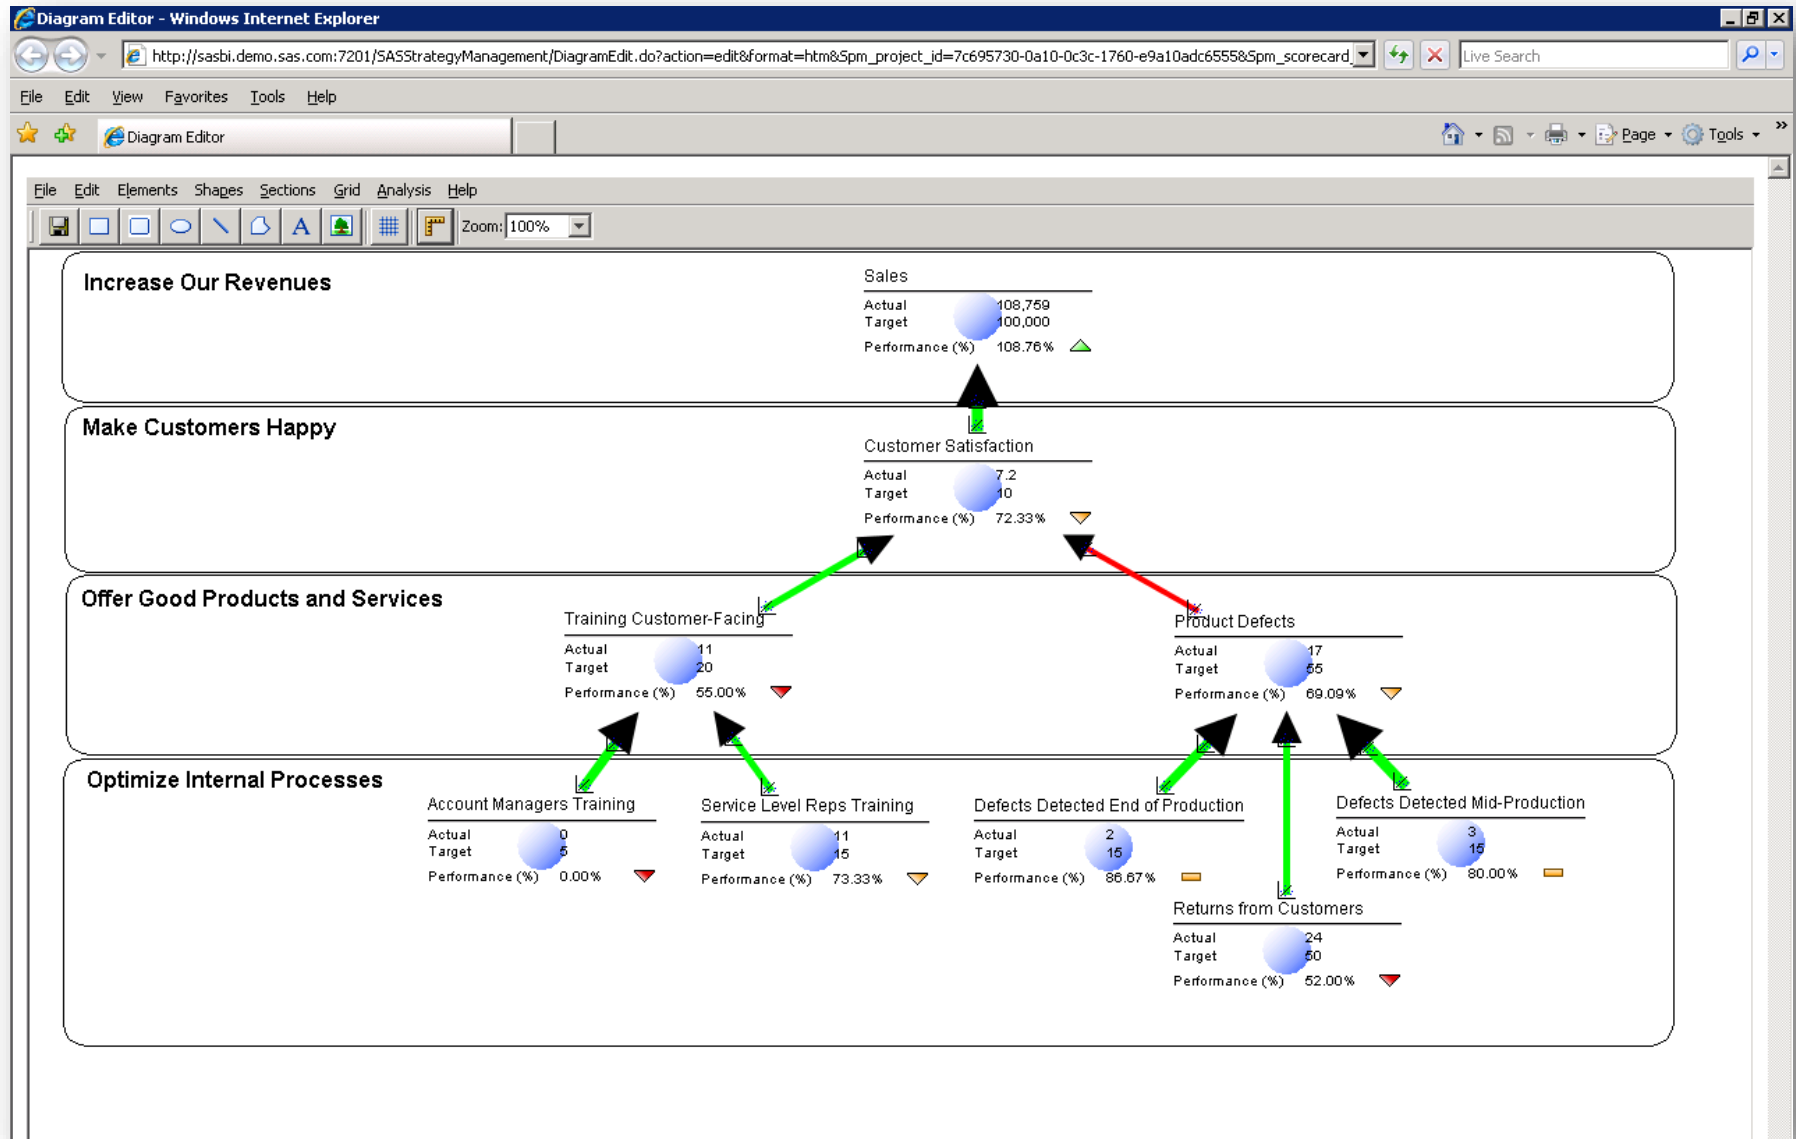 Diagram Editor - Windows Internet Explorer
http://sasbi.demo.sas.com:7201/SASStrategyManagement/DiagramEdit.do?action=edit&format=htm&Spm_project_id=7c695730-0a10-0c3c-1760-e9a10adc6555&Spm_scorecard_
Live Search
File Edit View Favorites Tools Help
Diagram Editor
Page Tools »
File Edit Elements Shapes Sections Grid Analysis Help
A Zoom: 100%
Increase Our Revenues
Sales
Actual 108,759
Target 100,000
Performance (%) 108.76%
Make Customers Happy
Customer Satisfaction
Actual 7.2
Target 10
Performance (%) 72.33%
Offer Good Products and Services
Training Customer-Facing
Actual 11
Target 20
Performance (%) 55.00%
Product Defects
Actual 17
Target 55
Performance (%) 69.09%
Optimize Internal Processes
Account Managers Training
Actual 0
Target 5
Performance (%) 0.00%
Service Level Reps Training
Actual 11
Target 15
Performance (%) 73.33%
Defects Detected End of Production
Actual 2
Target 15
Performance (%) 86.67%
Defects Detected Mid-Production
Actual 3
Target 15
Performance (%) 80.00%
Returns from Customers
Actual 24
Target 50
Performance (%) 52.00%